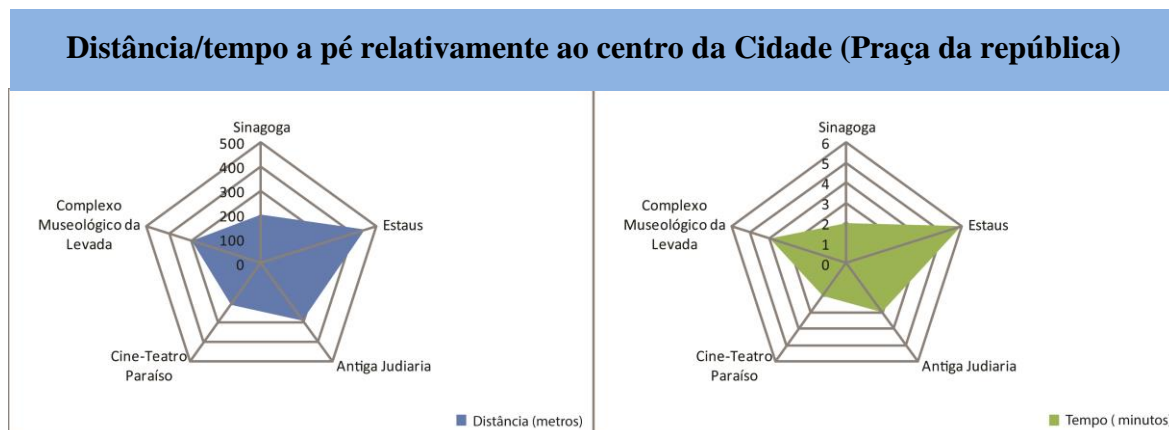 Distância/tempo a pé relativamente ao centro da Cidade (Praça da república)
Sinagoga
500
400
300
200
100
0
Complexo
Museológico da
Levada
Estaus
Cine-Teatro
Paraíso
Antiga Judiaria
Distância (metros)
Sinagoga
6
5
4
3
2
1
0
Complexo
Museológico da
Levada
Estaus
Cine-Teatro
Paraíso
Antiga Judiaria
Tempo ( minutos)